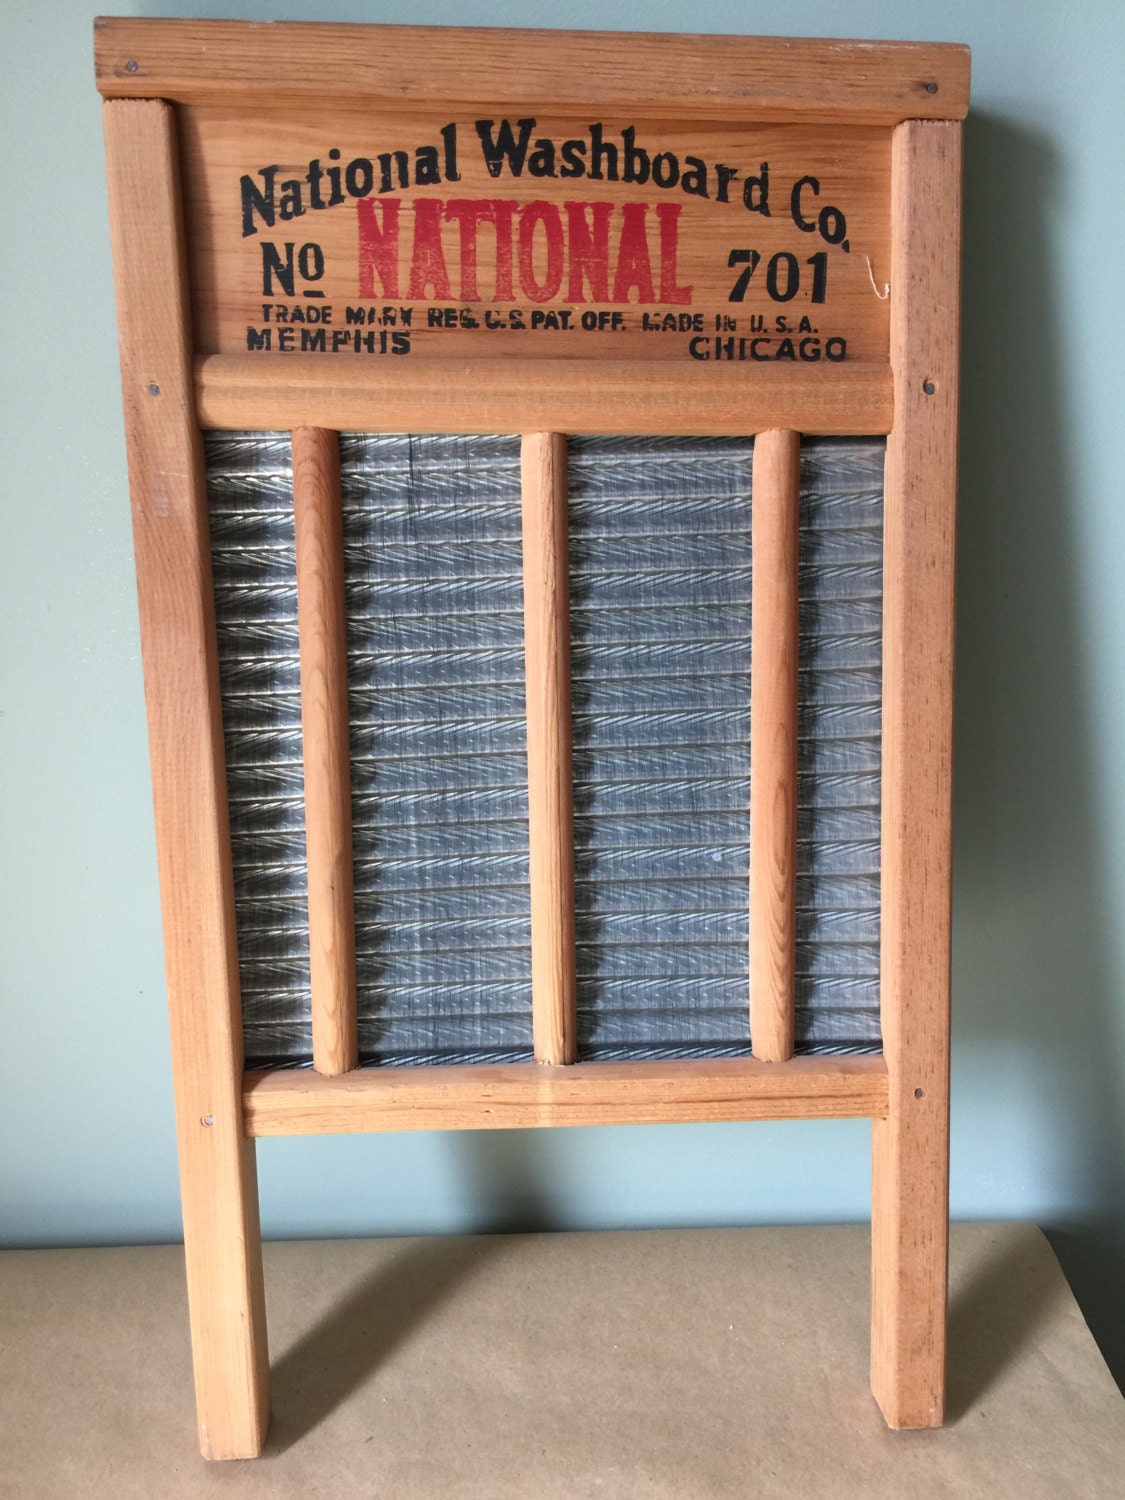 National Washboard Co.
No NATIONAL 701
TRADE MARK REG. U.S. PAT. OFF. MADE IN U.S.A.
MEMPHIS CHICAGO